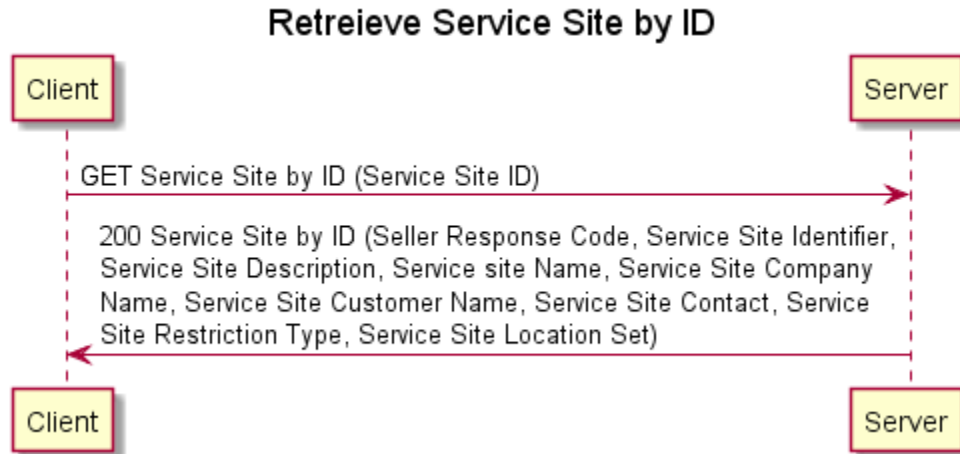 Retreieve Service Site by ID
Client
Server
GET Service Site by ID (Service Site ID)
200 Service Site by ID (Seller Response Code, Service Site Identifier,
Service Site Description, Service site Name, Service Site Company
Name, Service Site Customer Name, Service Site Contact, Service
Site Restriction Type, Service Site Location Set)
Client
Server